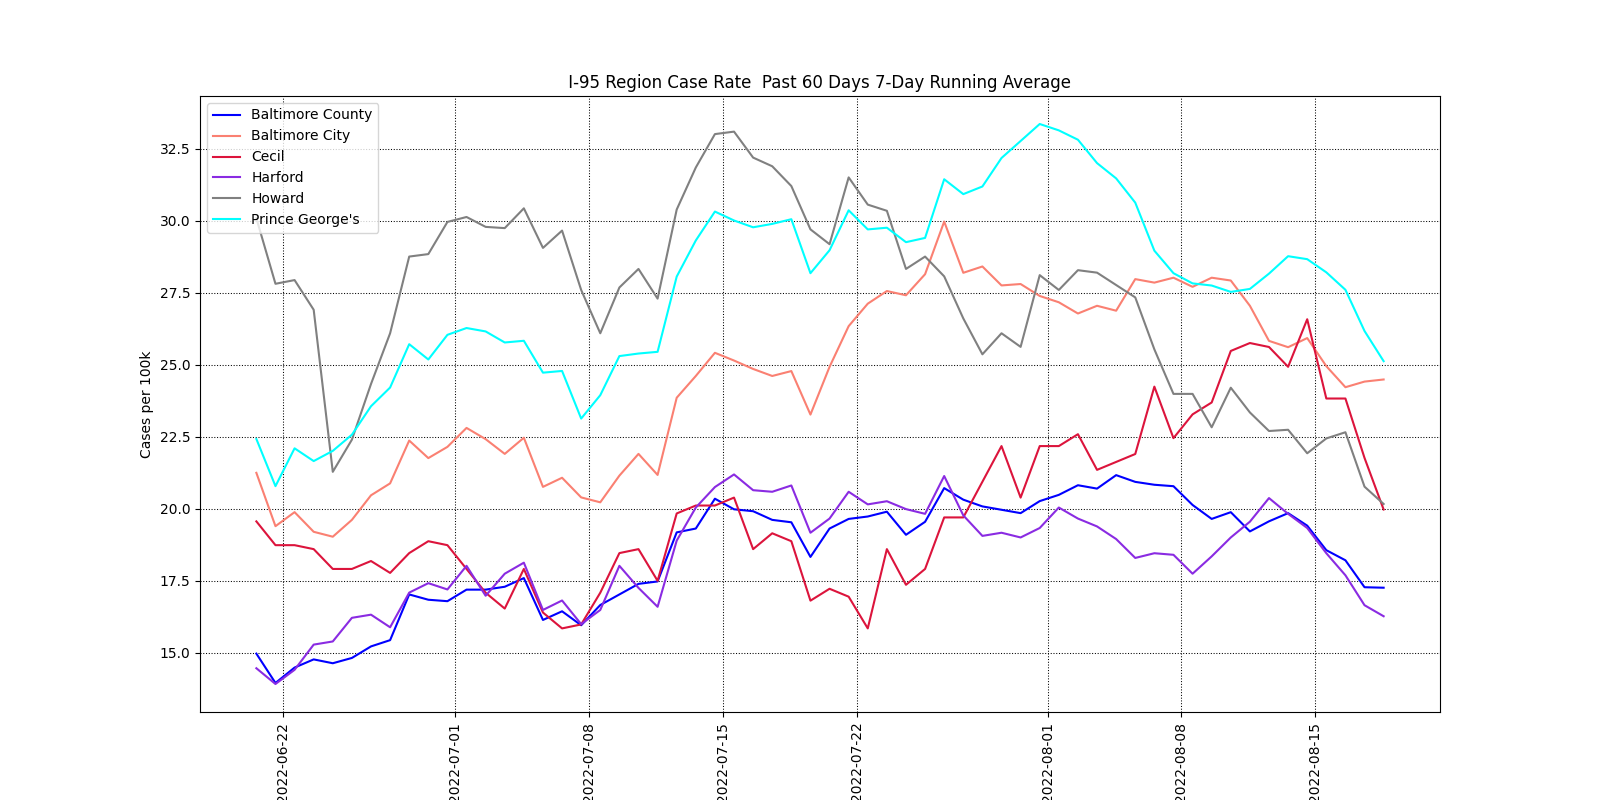 I-95 Region Case Rate  Past 60 Days 7-Day Running Average
Baltimore County
Baltimore City
Cecil
Harford
Howard
Prince George's
32.5
30.0
27.5
25.0
22.5
20.0
17.5
15.0
Cases per 100k
2022-06-22
2022-07-01
2022-07-08
2022-07-15
2022-07-22
2022-08-01
2022-08-08
2022-08-15